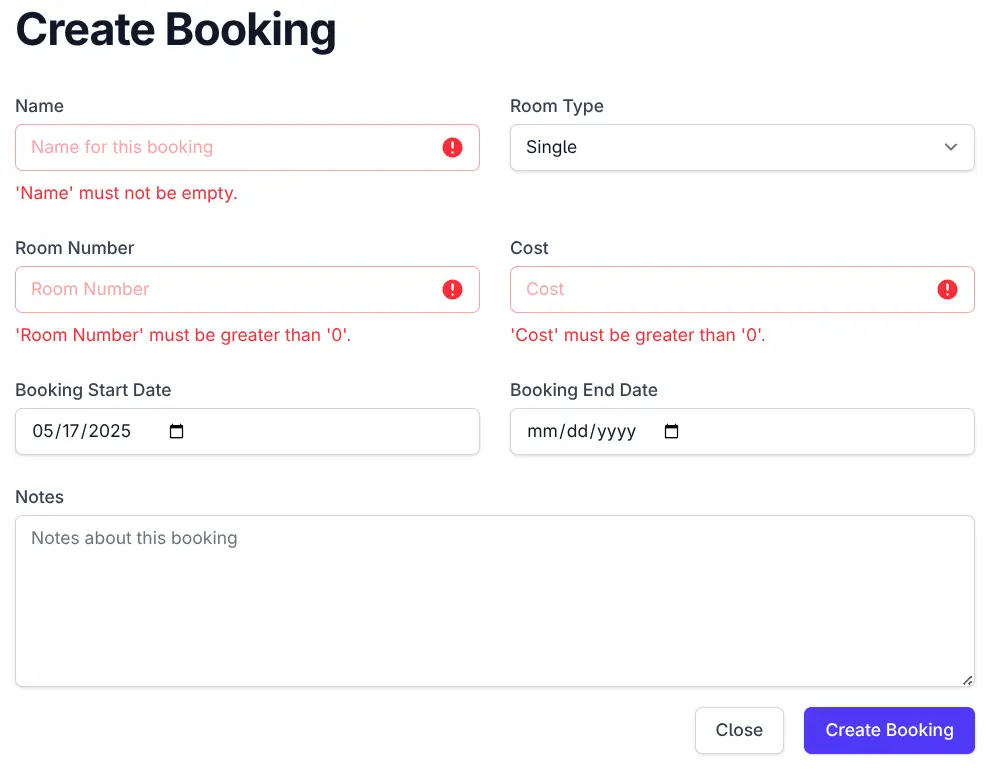 Create Booking
Name
Room Type
Name for this booking
Single
'Name' must not be empty.
Room Number
Cost
Room Number
Cost
'Room Number' must be greater than '0'.
'Cost' must be greater than '0'.
Booking Start Date
Booking End Date
05/17/2025
mm/dd/yyyy
Notes
Notes about this booking
Close
Create Booking